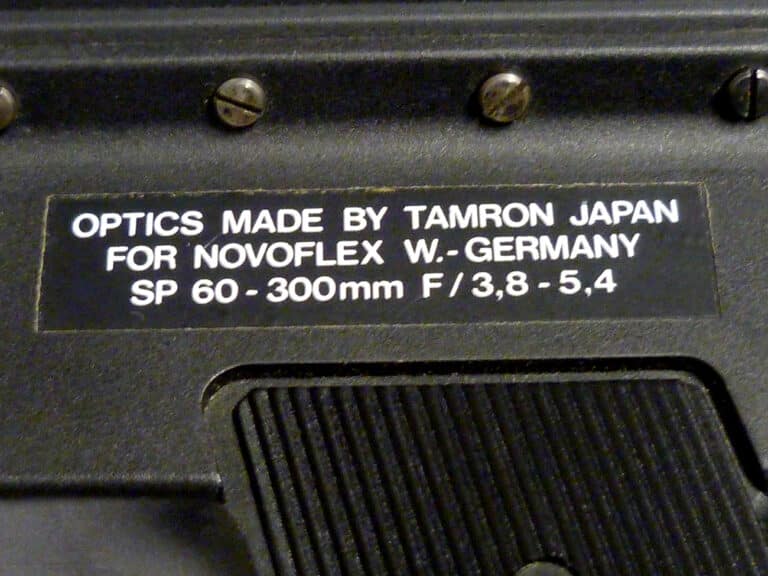 OPTICS MADE BY TAMRON JAPAN
FOR NOVOFLEX W.-GERMANY
SP 60-300mm F/3,8-5,4